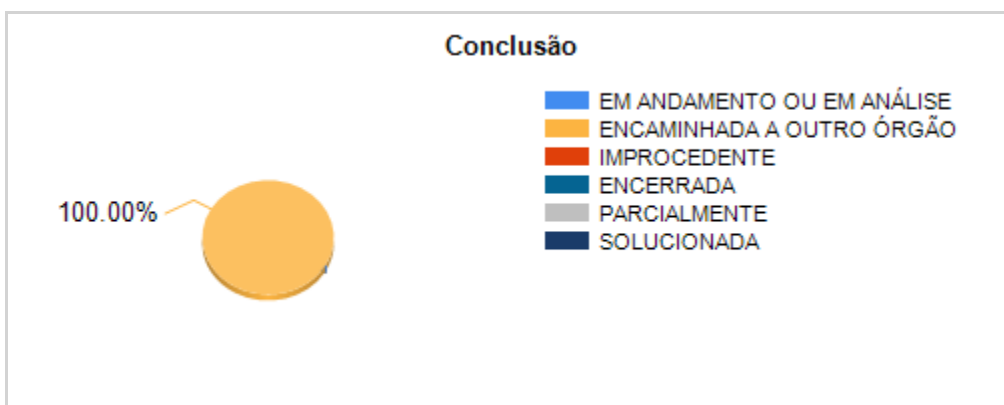 Conclusão
EM ANDAMENTO OU EM ANÁLISE
ENCAMINHADA A OUTRO ÓRGÃO
IMPROCEDENTE
ENCERRADA
PARCIALMENTE
SOLUCIONADA
100.00%